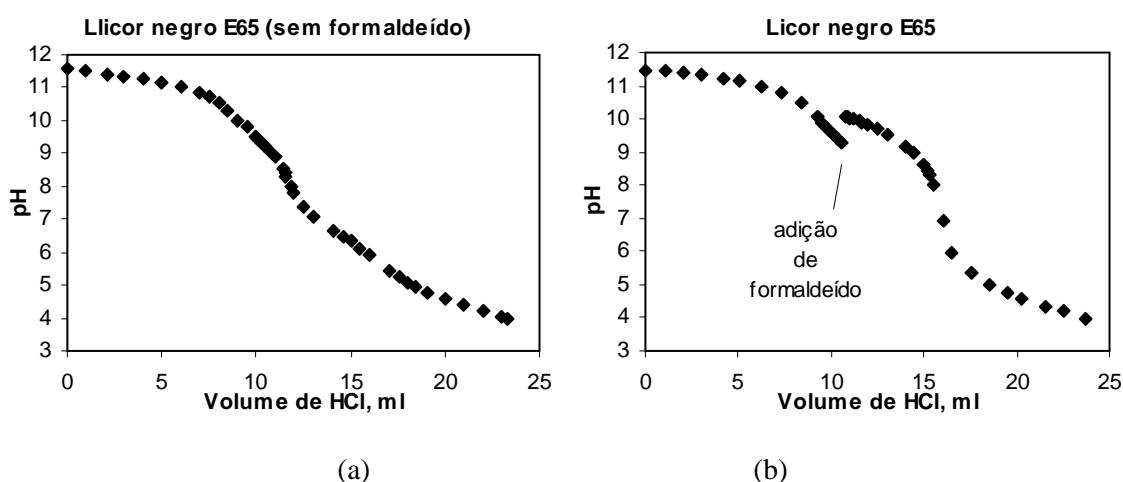 Llicor negro E65 (sem formaldeído)
12
11
10
9
8
7
6
5
4
3
pH
0 5 10 15 20 25
Volume de HCl, ml
(a)
Licor negro E65
12
11
10
9
8
7
6
5
4
3
pH
adição
de
formaldeído
0 5 10 15 20 25
Volume de HCl, ml
(b)